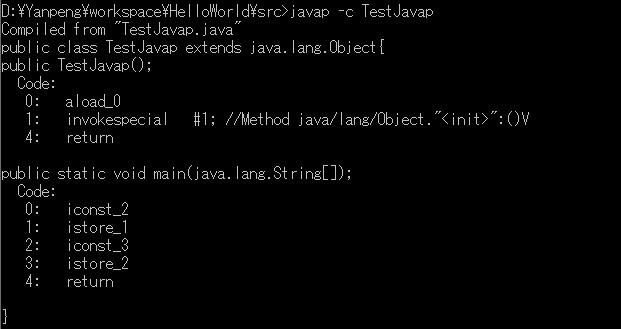 D:¥Yanpeng¥workspace¥HelloWorld¥src>javap -c TestJavap
Compiled from "TestJavap.java"
public class TestJavap extends java.lang.Object{
public TestJavap();
  Code:
   0:   aload_0
   1:   invokespecial   #1; //Method java/lang/Object."<init>":()V
   4:   return

public static void main(java.lang.String[]);
  Code:
   0:   iconst_2
   1:   istore_1
   2:   iconst_3
   3:   istore_2
   4:   return

}